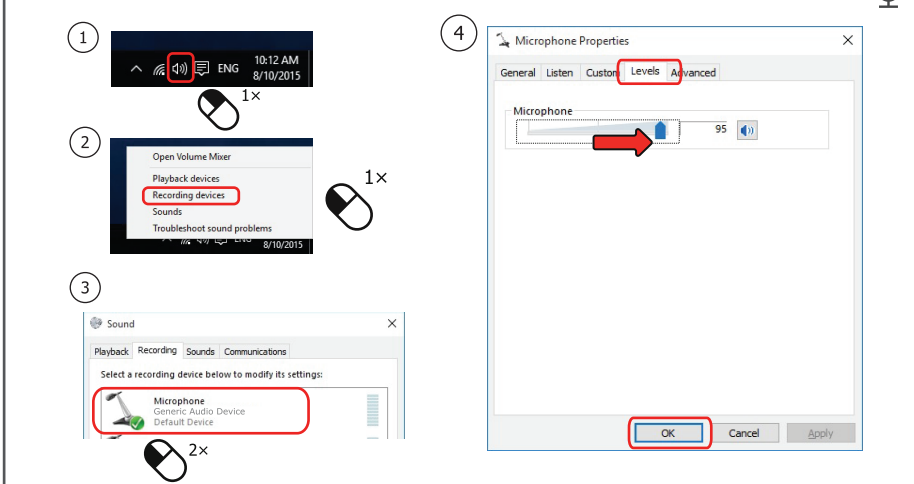 1
10:12 AM
ENG
8/10/2015
1×
2
Open Volume Mixer
Playback devices
Recording devices
Sounds
Troubleshoot sound problems
8/10/2015
1×
3
Sound
Playback Recording Sounds Communications
Select a recording device below to modify its settings:
Microphone
Generic Audio Device
Default Device
2×
4
Microphone Properties
General Listen Custom Levels Advanced
Microphone
95
OK Cancel Apply